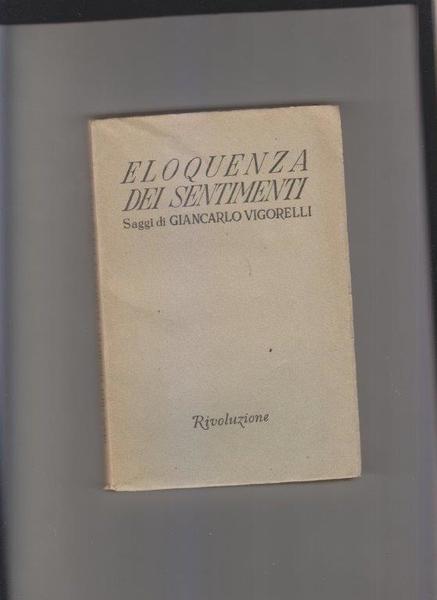 ELOQUENZA
DEI SENTIMENTI
Saggi di GIANCARLO VIGORELLI
Rivoluzione